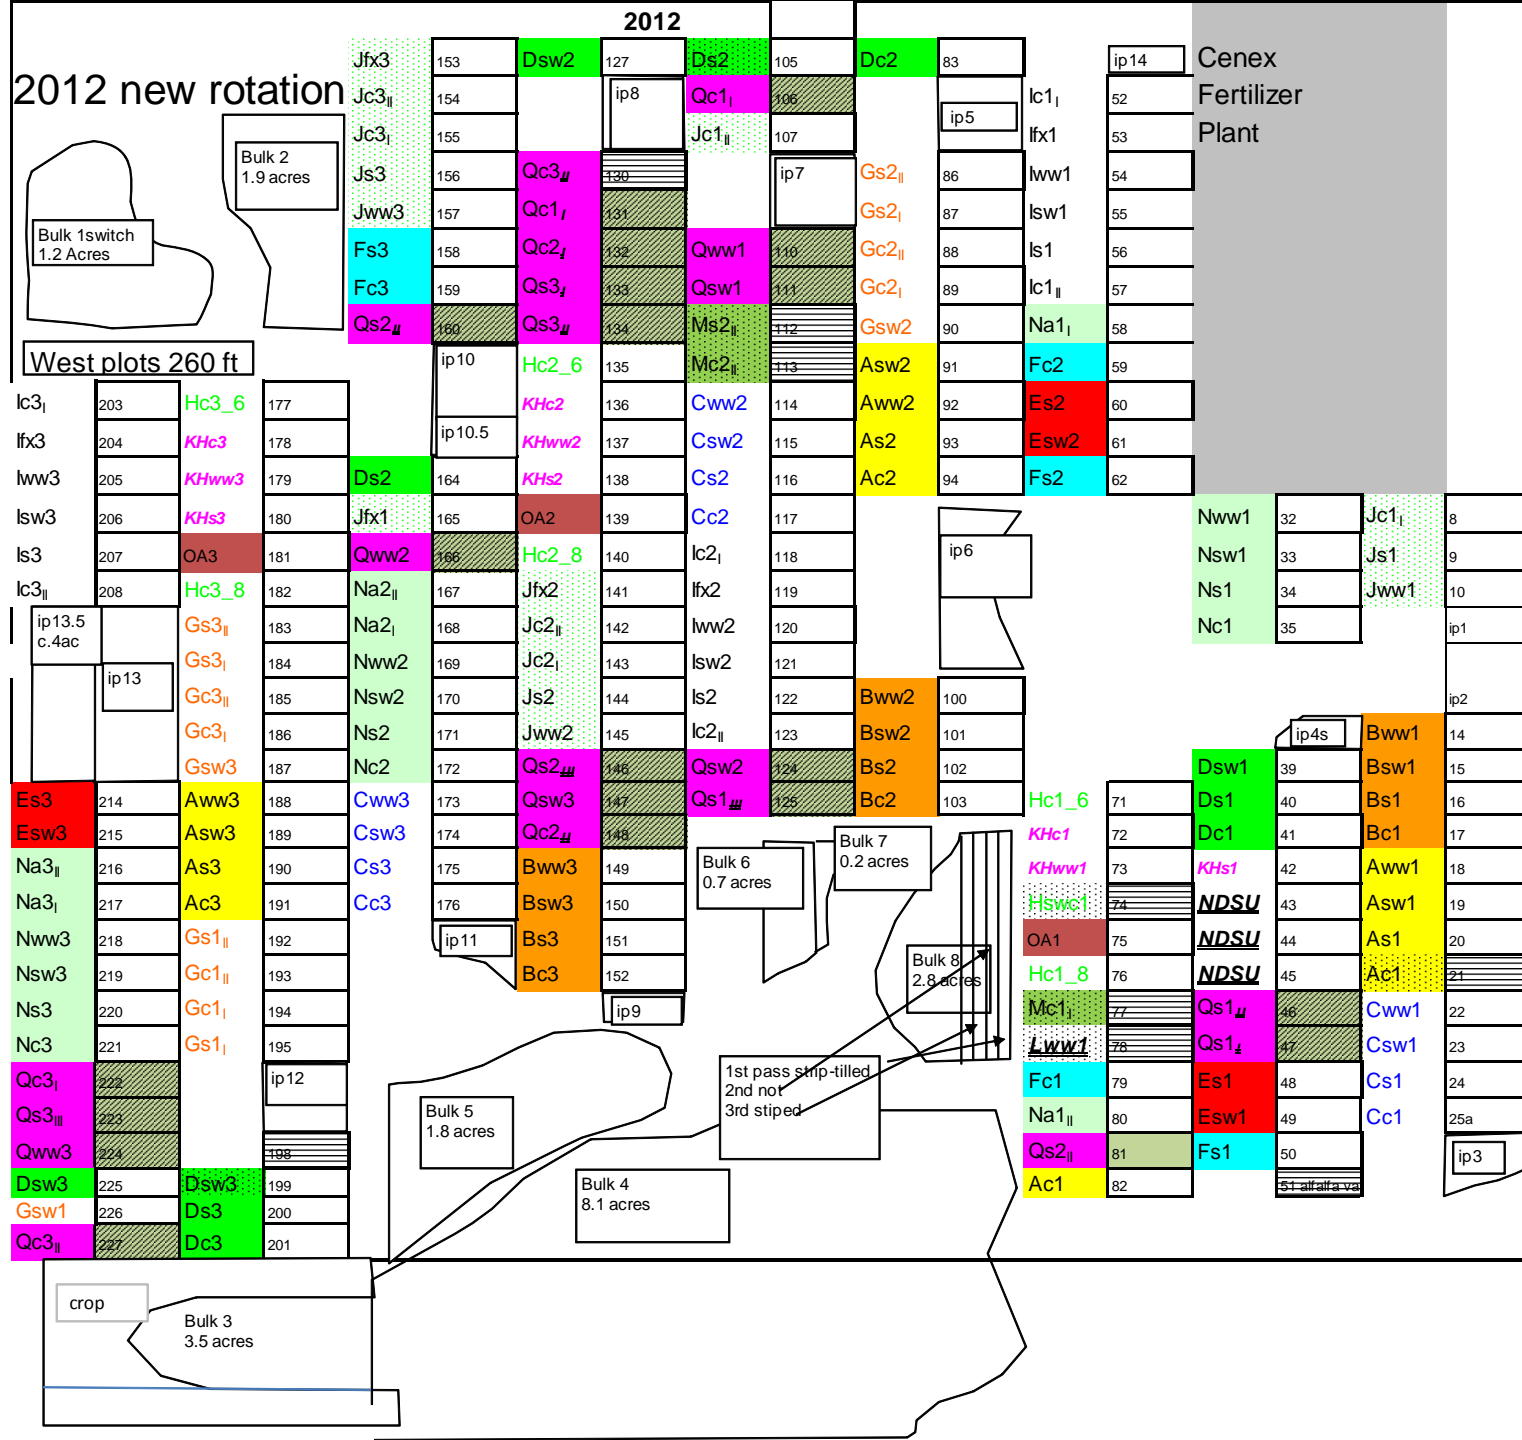 2012
2012 new rotation
Jfx3 153 Dsw2 127 Ds2 105 Dc2 83 ip14 Cenex
Jc3II 154 ip8 Qc1I 106 ip5 Ic1I 52 Fertilizer
Jc3I 155 Jc1II 107 Ifx1 53 Plant
Bulk 2
1.9 acres
Js3 156 Qc3II 130 ip7 Gs2II 86 Iww1 54
Jww3 157 Qc1I 131 Gs2I 87 Isw1 55
Bulk 1switch
1.2 Acres
Fs3 158 Qc2I 132 Qww1 110 Gc2II 88 Is1 56
Fc3 159 Qs3I 133 Qsw1 111 Gc2I 89 Ic1II 57
Qs2II 160 Qs3II 134 Ms2II 112 Gsw2 90 Na1I 58
West plots 260 ft
ip10 Hc2_6 135 Mc2II 113 Asw2 91 Fc2 59
Ic3I 203 Hc3_6 177 KHc2 136 Cww2 114 Aww2 92 Es2 60
Ifx3 204 KHc3 178 ip10.5 KHww2 137 Csw2 115 As2 93 Esw2 61
Iww3 205 KHww3 179 Ds2 164 KHs2 138 Cs2 116 Ac2 94 Fs2 62
Isw3 206 KHs3 180 Jfx1 165 OA2 139 Cc2 117 Nww1 32 Jc1I 8
Is3 207 OA3 181 Qww2 166 Hc2_8 140 Ic2I 118 ip6 Nsw1 33 Js1 9
Ic3II 208 Hc3_8 182 Na2II 167 Jfx2 141 Ifx2 119 Ns1 34 Jww1 10
ip13.5
c.4ac
Gs3II 183 Na2I 168 Jc2II 142 Iww2 120 Nc1 35 ip1
ip13 Gs3I 184 Nww2 169 Jc2I 143 Isw2 121
Gc3II 185 Nsw2 170 Js2 144 Is2 122 Bww2 100 ip2
Gc3I 186 Ns2 171 Jww2 145 Ic2II 123 Bsw2 101 ip4s Bww1 14
Gsw3 187 Nc2 172 Qs2III 146 Qsw2 124 Bs2 102 Dsw1 39 Bsw1 15
Es3 214 Aww3 188 Cww3 173 Qsw3 147 Qs1III 125 Bc2 103 Hc1_6 71 Ds1 40 Bs1 16
Esw3 215 Asw3 189 Csw3 174 Qc2II 148 KHc1 72 Dc1 41 Bc1 17
Bulk 6
0.7 acres
Bulk 7
0.2 acres
Na3II 216 As3 190 Cs3 175 Bww3 149 KHww1 73 KHs1 42 Aww1 18
Na3I 217 Ac3 191 Cc3 176 Bsw3 150 Hswc1 74 NDSU 43 Asw1 19
Nww3 218 Gs1II 192 ip11 Bs3 151 OA1 75 NDSU 44 As1 20
Bulk 8
2.8 acres
Nsw3 219 Gc1II 193 Bc3 152 Hc1_8 76 NDSU 45 Ac1 21
Ns3 220 Gc1I 194 ip9 Mc1I 77 Qs1II 46 Cww1 22
Nc3 221 Gs1I 195 Lww1 78 Qs1I 47 Csw1 23
1st pass strip-tilled
2nd not
3rd stiped
Qc3I 222 ip12 Fc1 79 Es1 48 Cs1 24
Bulk 5
1.8 acres
Qs3III 223 Na1II 80 Esw1 49 Cc1 25a
Qww3 224 198 Qs2II 81 Fs1 50 ip3
Dsw3 225 Dsw3 199 Ac1 82 51 alfalfa va
Bulk 4
8.1 acres
Gsw1 226 Ds3 200
Qc3II 227 Dc3 201
crop
Bulk 3
3.5 acres